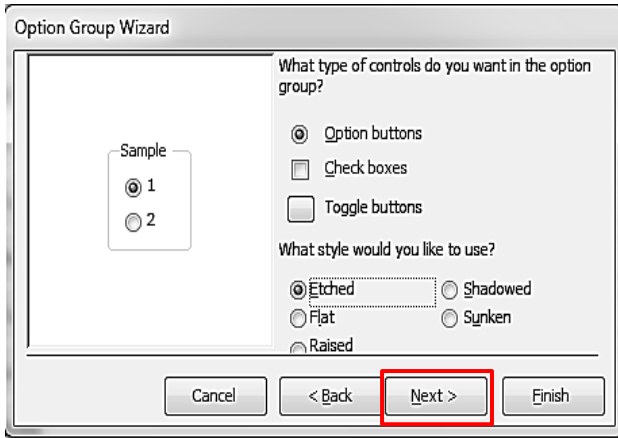 Option Group Wizard
What type of controls do you want in the option
group?
Sample
1
2
Option buttons
Check boxes
Toggle buttons
What style would you like to use?
Etched
Shadowed
Flat
Sunken
Raised
Cancel
< Back
Next >
Finish